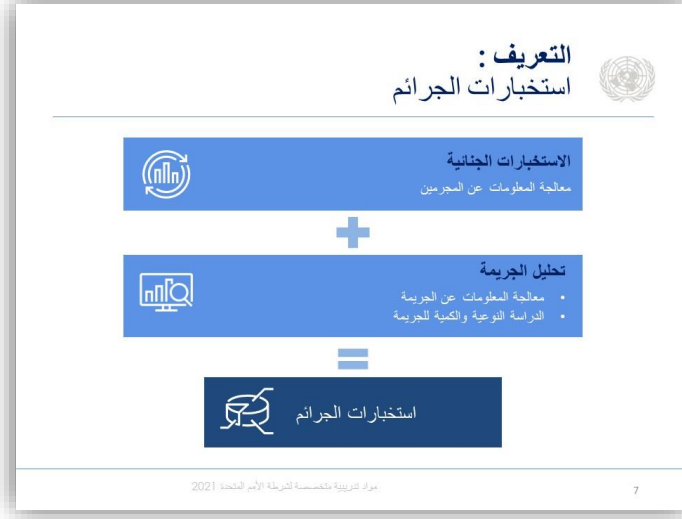 التعريف :
استخبارات الجرائم
الاستخبارات الجنائية
معالجة المعلومات عن المجرمين
تحليل الجريمة
• معالجة المعلومات عن الجريمة
• الدراسة النوعية والكمية للجريمة
استخبارات الجرائم
مواد تدريبية متخصصة لشرطة الأمم المتحدة 2021
7